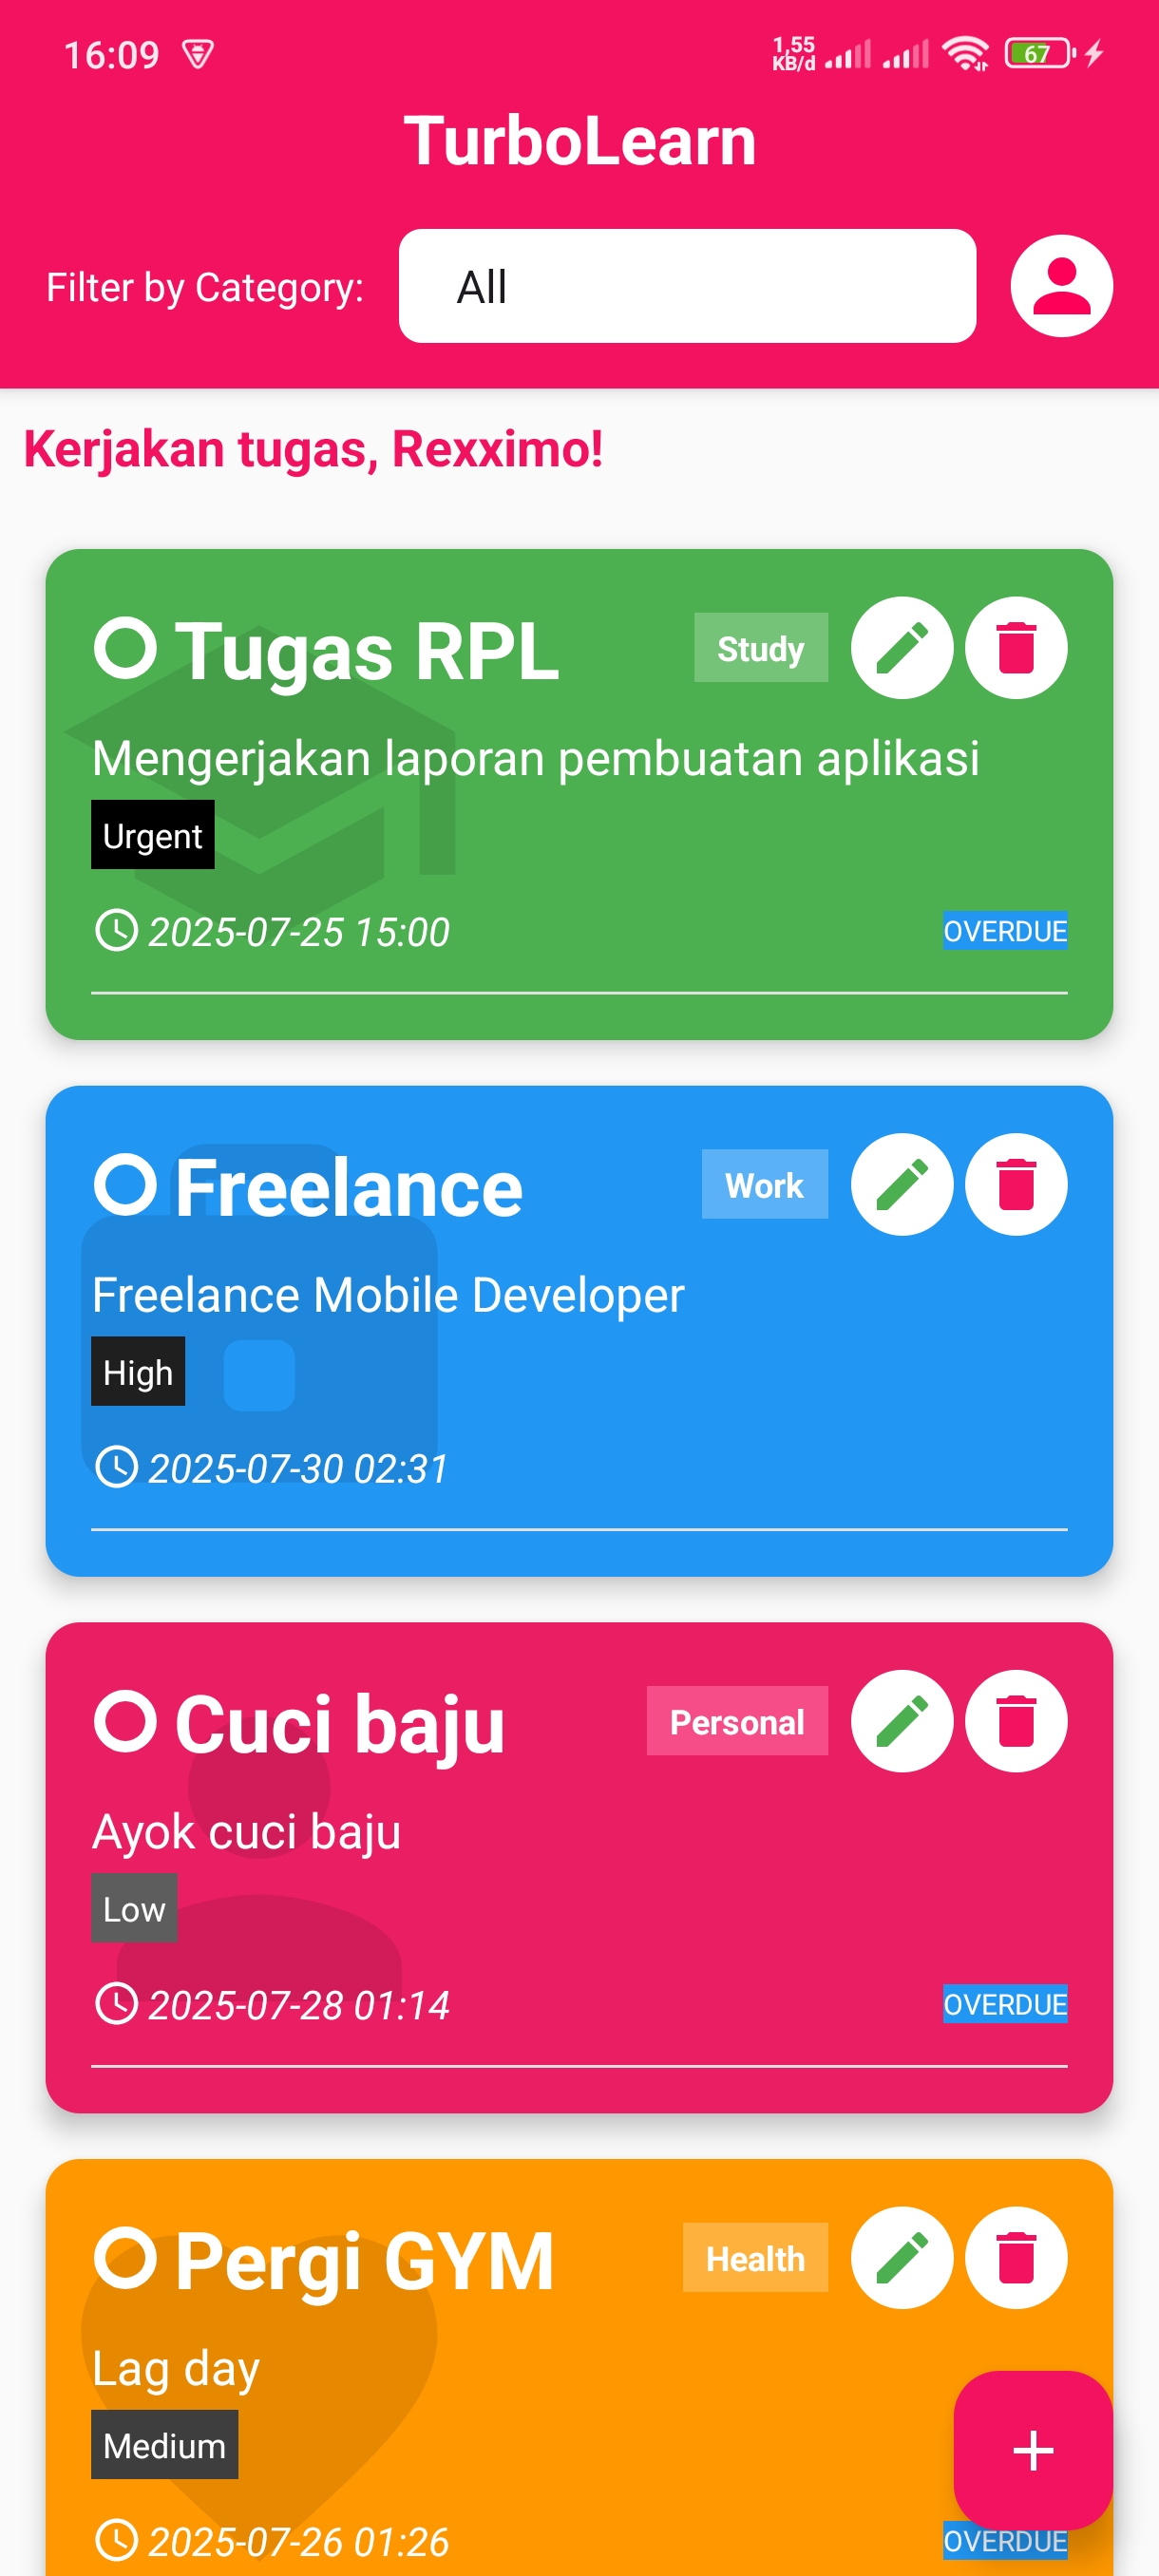 16:09
1,55
KB/d
67
TurboLearn
Filter by Category:
All
Kerjakan tugas, Rexximo!
Tugas RPL
Study
Mengerjakan laporan pembuatan aplikasi
Urgent
2025-07-25 15:00
OVERDUE
Freelance
Work
Freelance Mobile Developer
High
2025-07-30 02:31
Cuci baju
Personal
Ayok cuci baju
Low
2025-07-28 01:14
OVERDUE
Pergi GYM
Health
Lag day
Medium
+
2025-07-26 01:26
OVERDUE